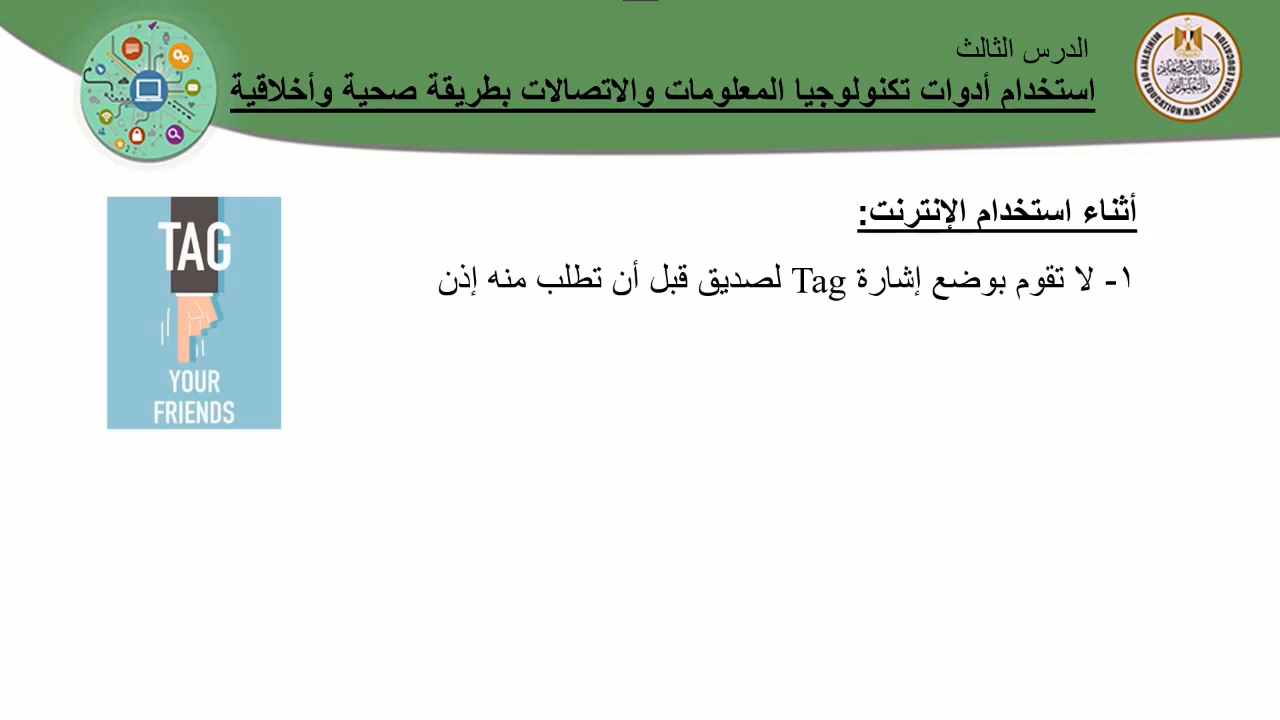 الدرس الثالث
استخدام أدوات تكنولوجيا المعلومات والاتصالات بطريقة صحية وأخلاقية
أثناء استخدام الإنترنت:
١- لا تقوم بوضع إشارة Tag لصديق قبل أن تطلب منه إذن
TAG
YOUR
FRIENDS